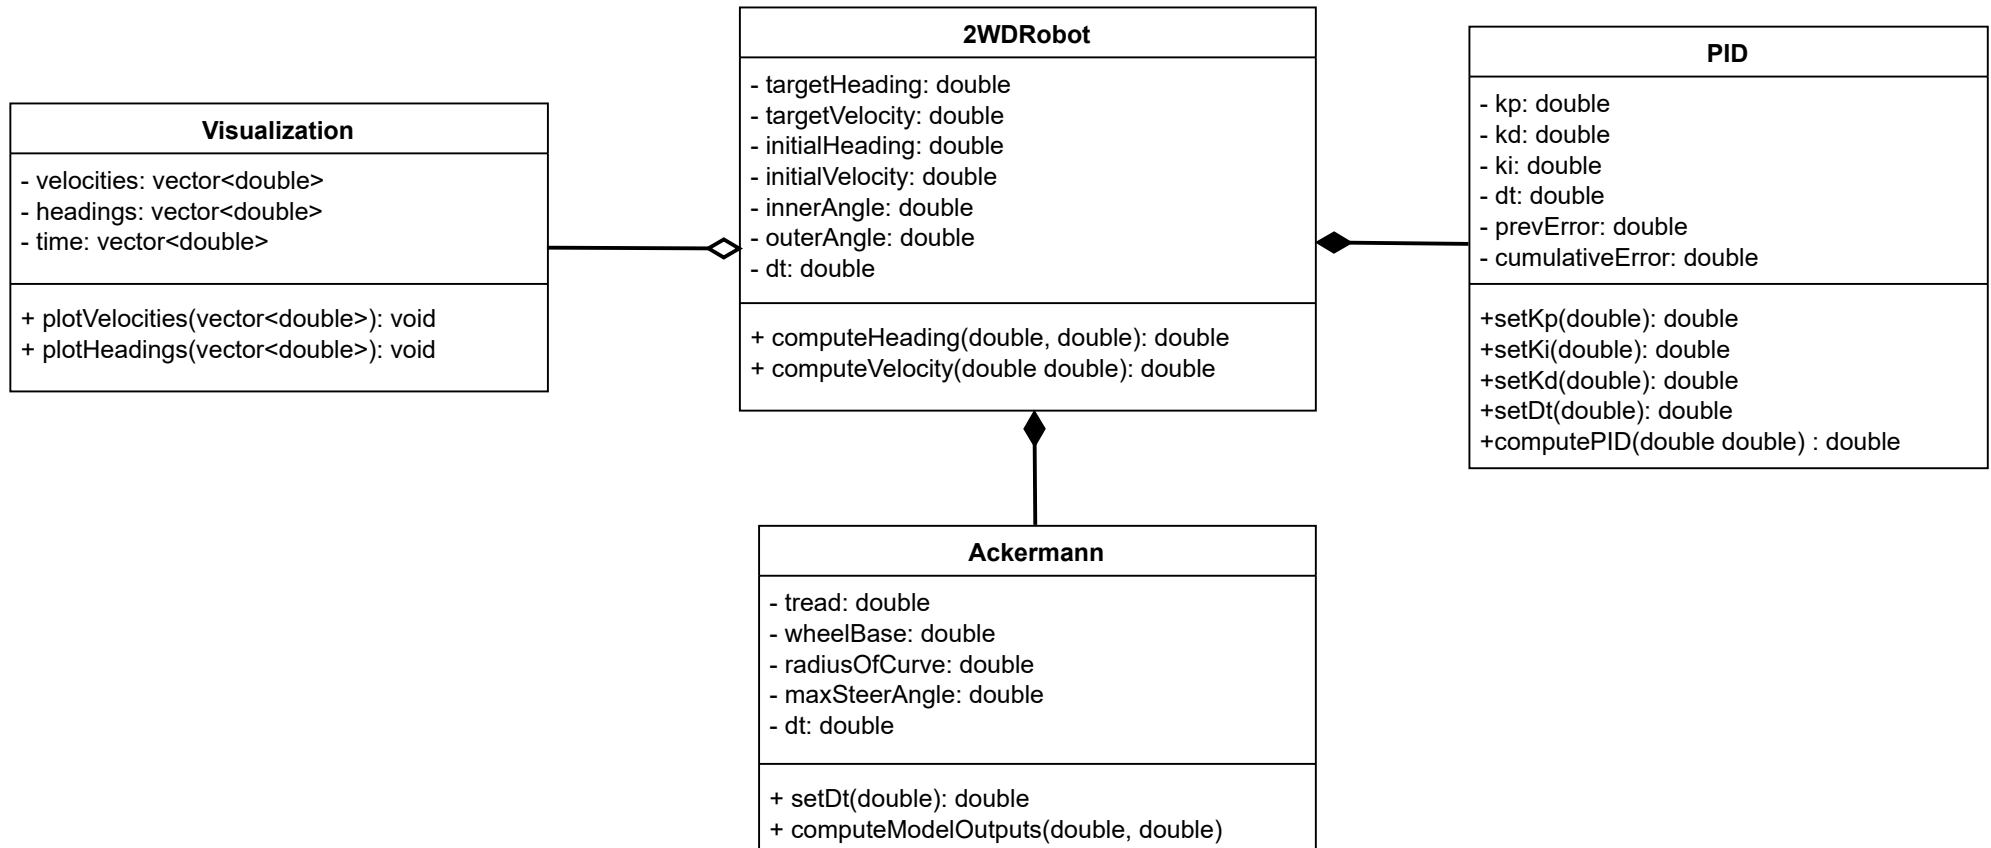 2WDRobot
- targetHeading: double
- targetVelocity: double
- initialHeading: double
- initialVelocity: double
- innerAngle: double
- outerAngle: double
- dt: double
+ computeHeading(double, double): double
+ computeVelocity(double double): double
PID
- kp: double
- kd: double
- ki: double
- dt: double
- prevError: double
- cumulativeError: double
+setKp(double): double
+setKi(double): double
+setKd(double): double
+setDt(double): double
+computePID(double double) : double
Visualization
- velocities: vector<double>
- headings: vector<double>
- time: vector<double>
+ plotVelocities(vector<double>): void
+ plotHeadings(vector<double>): void
Ackermann
- tread: double
- wheelBase: double
- radiusOfCurve: double
- maxSteerAngle: double
- dt: double
+ setDt(double): double
+ computeModelOutputs(double, double)